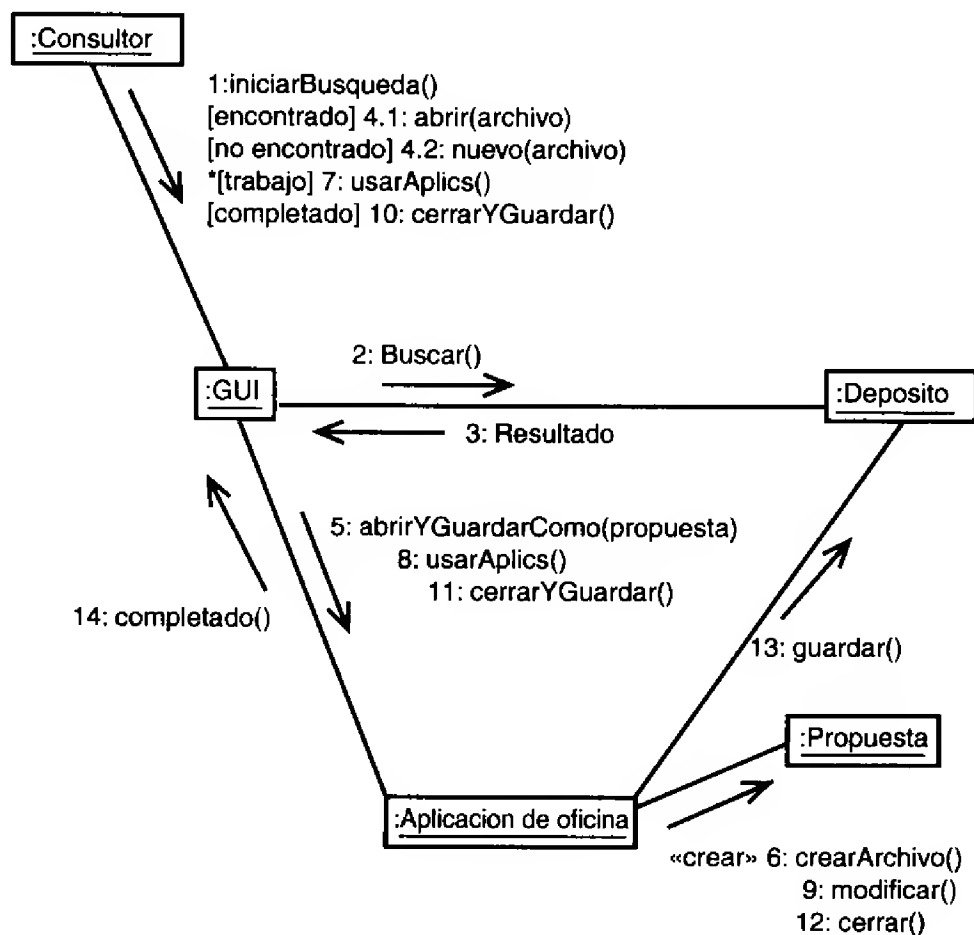 :Consultor
1:iniciarBusqueda()
[encontrado] 4.1: abrir(archivo)
[no encontrado] 4.2: nuevo(archivo)
*[trabajo] 7: usarAplics()
[completado] 10: cerrarYGuardar()
2: Buscar()
:GUI
:Deposito
3: Resultado
5: abrirYGuardarComo(propuesta)
8: usarAplics()
11: cerrarYGuardar()
14: completado()
13: guardar()
:Propuesta
:Aplicacion de oficina
«crear» 6: crearArchivo()
9: modificar()
12: cerrar()